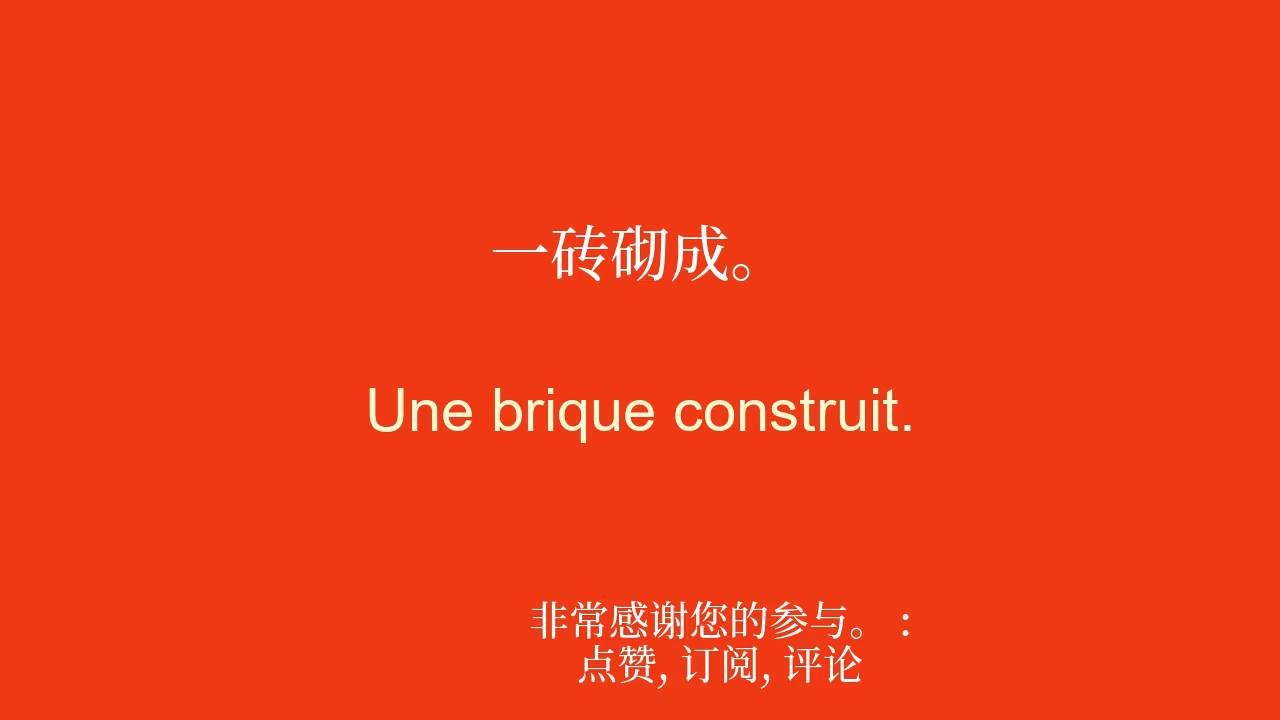 一砖砌成。
Une brique construit.
非常感谢您的参与。 :
点赞, 订阅, 评论